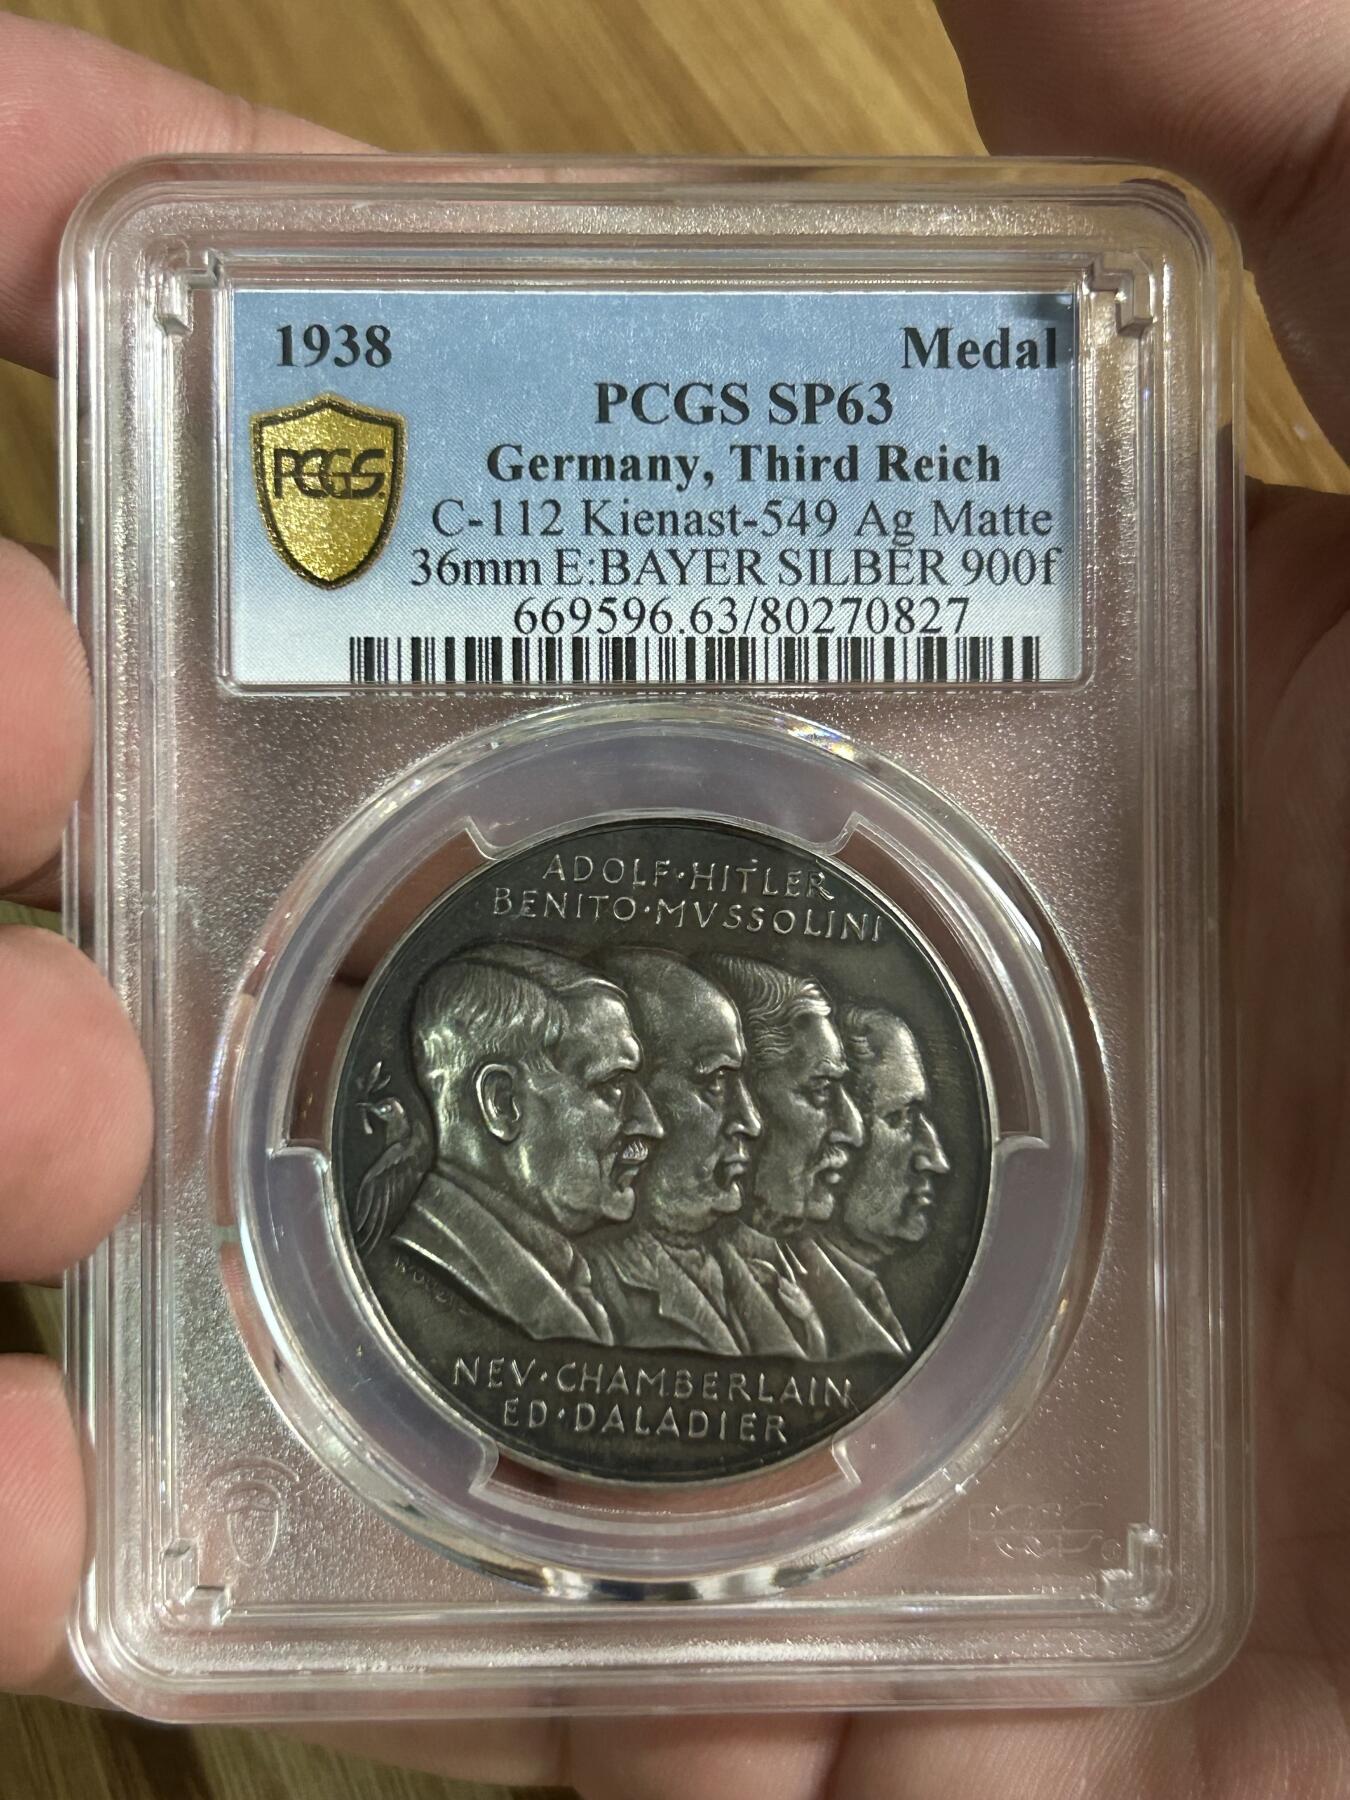 1938 Medal
PCGS SP63
PCGS
Germany, Third Reich
C-112 Kienast-549 Ag Matte
36mm E:BAYER SILBER 900f
669596.63/80270827
ADOLF·HITLER
BENITO·MVSSOLINI
NEV·CHAMBERLAIN
ED·DALADIER
PCGS